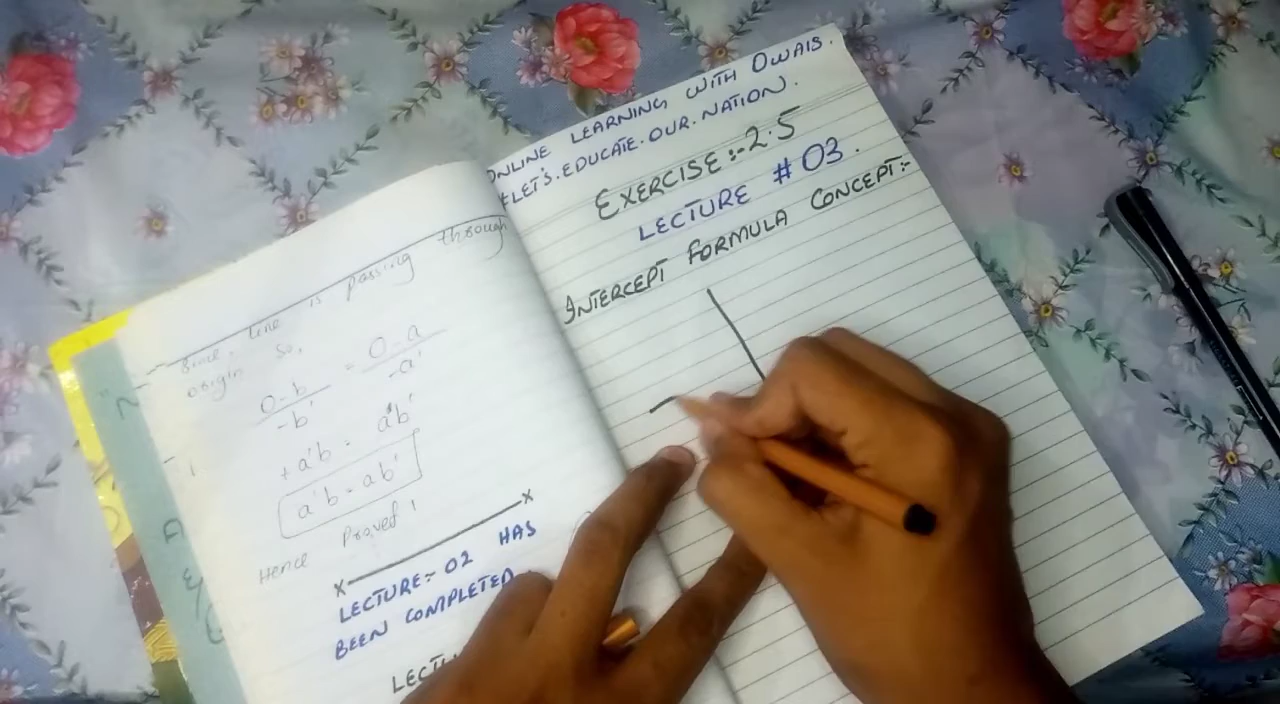 Since, line is passing through
origin so,
0-b/-b' = 0-a/-a'
+a'b = a'b'
a'b = ab'
Hence Proved!
x x
LECTURE:- 02 HAS
BEEN COMPLETED
ONLINE LEARNING WITH OWAIS.
#LET'S.EDUCATE.OUR.NATION.
EXERCISE:-2.5
LECTURE #03.
INTERCEPT FORMULA CONCEPT:-